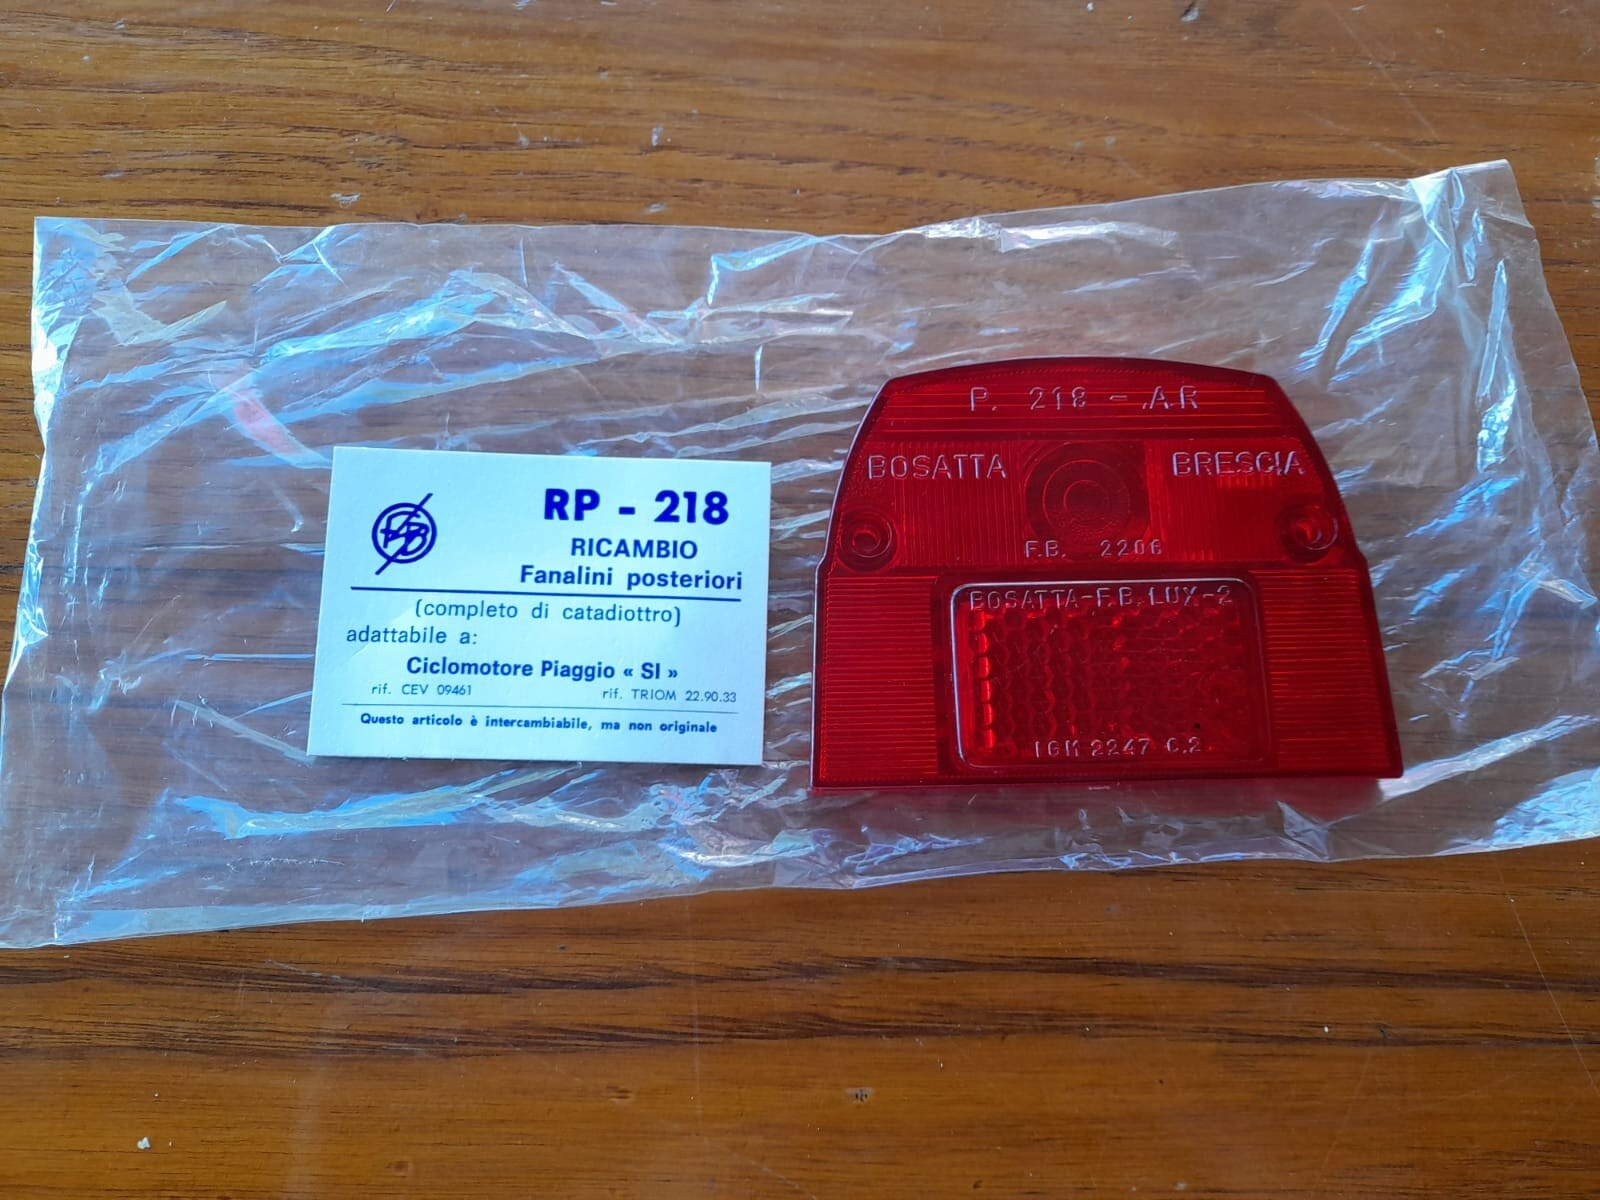 FB
RP - 218
RICAMBIO
Fanalini posteriori
(completo di catadiottro)
adattabile a:
Ciclomotore Piaggio « SI »
rif. CEV 09461 rif. TRIOM 22.90.33
Questo articolo è intercambiabile, ma non originale
P. 218 - AR
BOSATTA BRESCIA
F.B. 2206
BOSATTA-F.B. LUX-2
IGM 2247 C.2